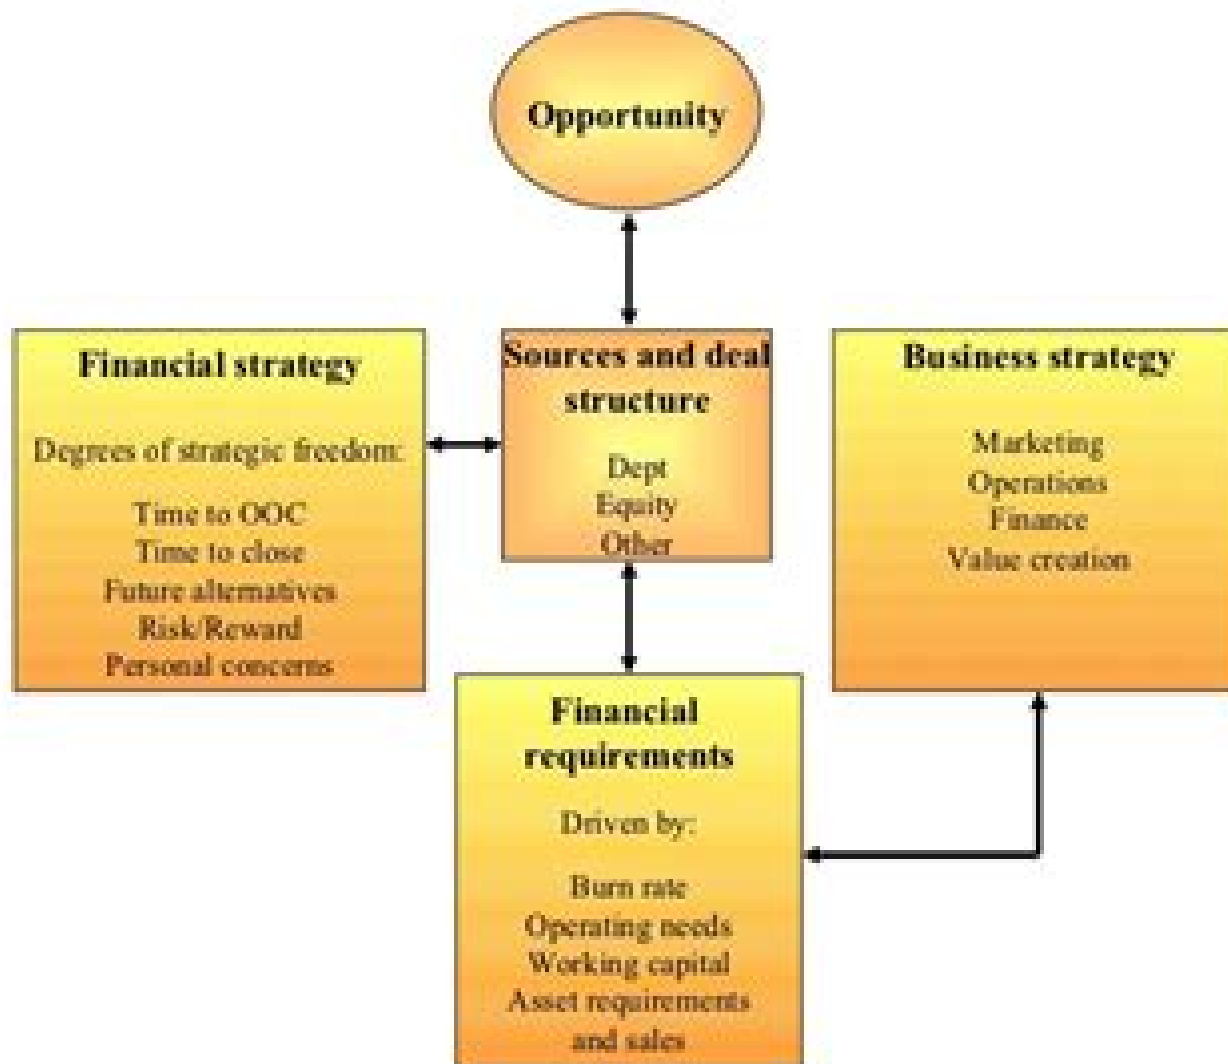 Opportunity
Financial strategy
Degrees of strategic freedom:
Time to OOC
Time to close
Future alternatives
Risk/Reward
Personal concerns
Sources and deal
structure
Dept
Equity
Other
Business strategy
Marketing
Operations
Finance
Value creation
Financial
requirements
Driven by:
Burn rate
Operating needs
Working capital
Asset requirements
and sales